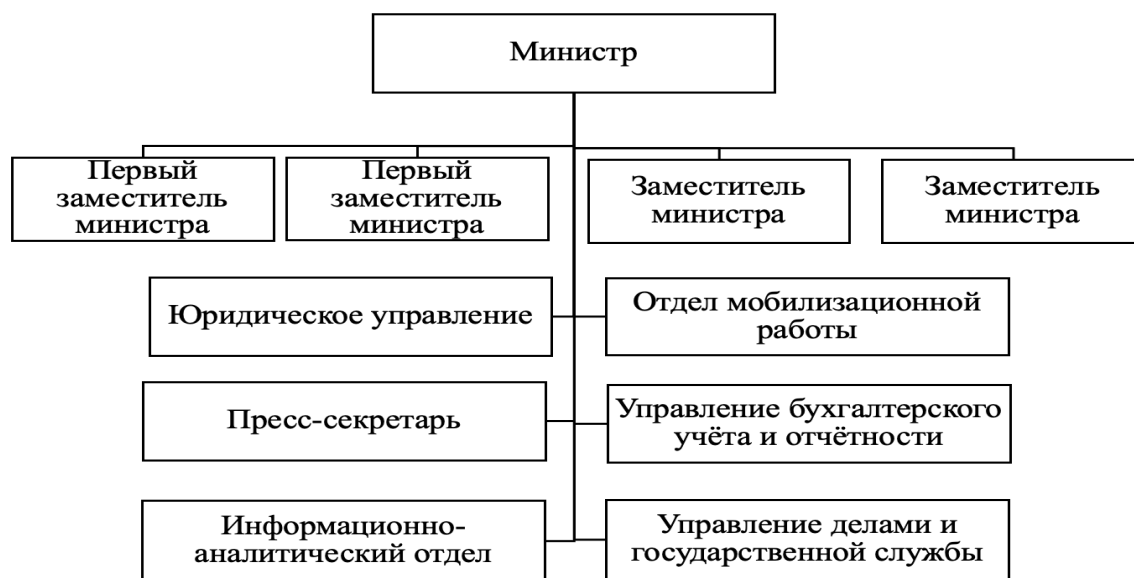 Министр
Первый
заместитель
министра
Первый
заместитель
министра
Заместитель
министра
Заместитель
министра
Юридическое управление
Отдел мобилизационной
работы
Пресс-секретарь
Управление бухгалтерского
учёта и отчётности
Информационно-
аналитический отдел
Управление делами и
государственной службы